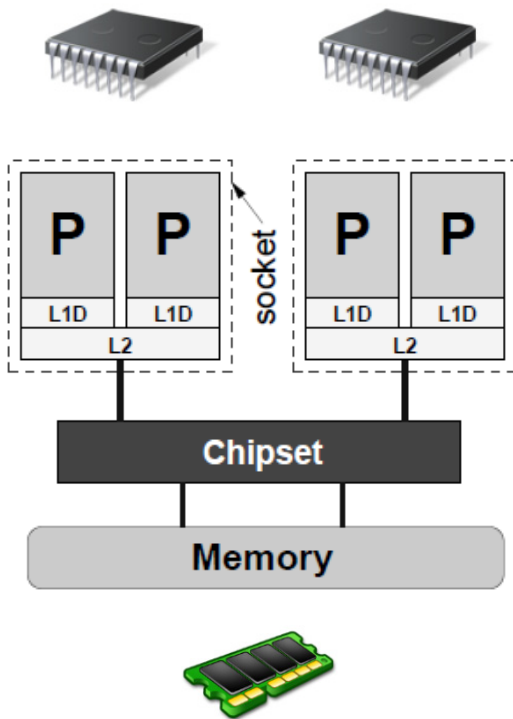 P P P P
socket
L1D L1D L1D L1D
L2 L2
Chipset
Memory